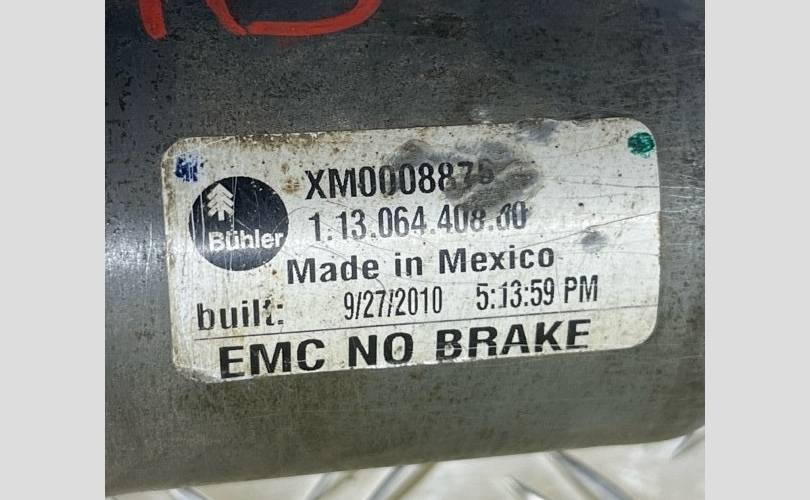 XM0008875
Bühler
1.13.064.408.00
Made in Mexico
built: 9/27/2010 5:13:59 PM
EMC NO BRAKE